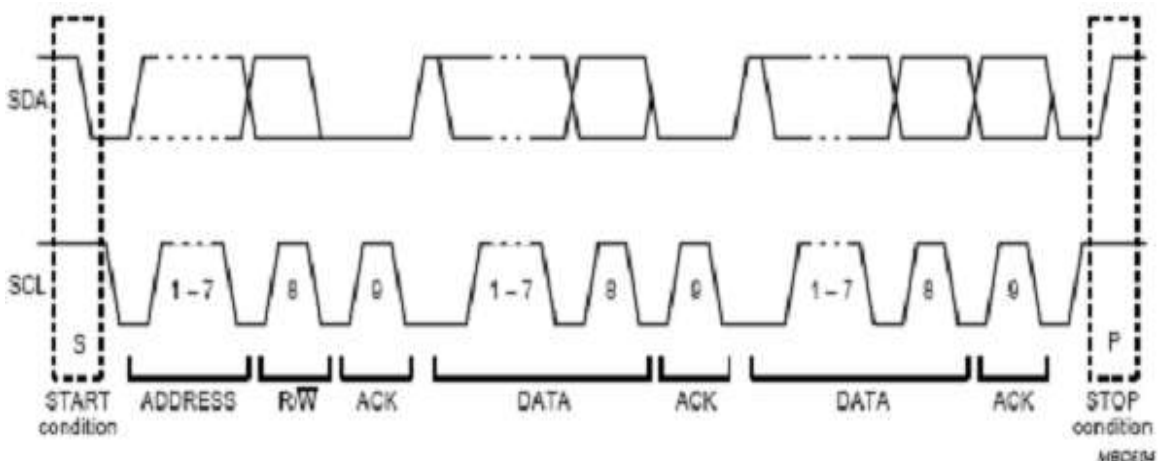 SDA
SCL
1 – 7 8 9 1 – 7 8 9 1 – 7 8 9
S P
START ADDRESS R/W̅ ACK DATA ACK DATA ACK STOP
condition condition